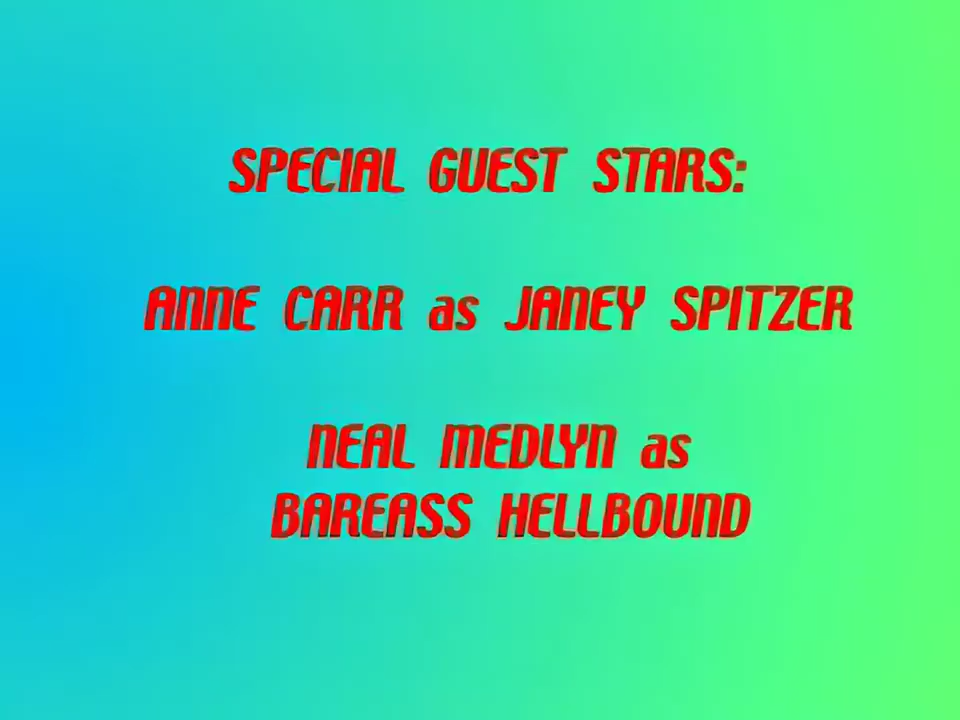 SPECIAL GUEST STARS:
ANNE CARR as JANEY SPITZER
NEAL MEDLYN as
BAREASS HELLBOUND